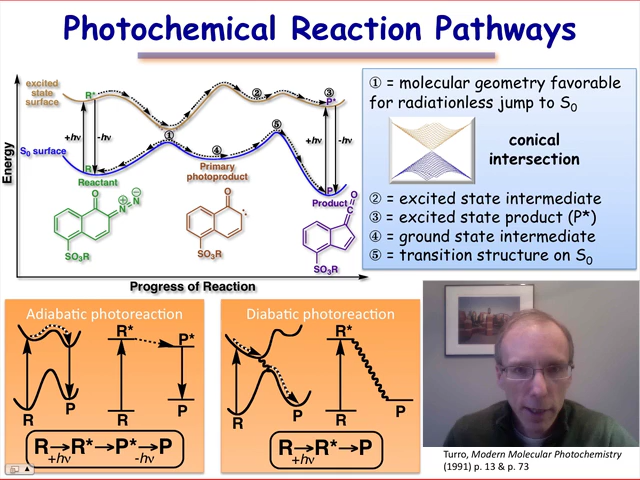 Photochemical Reaction Pathways
excited
state
surface
R*
②
③
P*
①
⑤
④
+hν
-hν
+hν
-hν
S₀ surface
Energy
R
Reactant
Primary
photoproduct
P
Product
O
N
N
SO₃R
O
SO₃R
C
O
SO₃R
Progress of Reaction
① = molecular geometry favorable
for radiationless jump to S₀
conical
intersection
② = excited state intermediate
③ = excited state product (P*)
④ = ground state intermediate
⑤ = transition structure on S₀
Adiabatic photoreaction
R*
P*
R
P
R
P
R→R*→P*→P
+hν
-hν
Diabatic photoreaction
R*
R
P
R
P
R→R*→P
+hν
Turro, Modern Molecular Photochemistry
(1991) p. 13 & p. 73